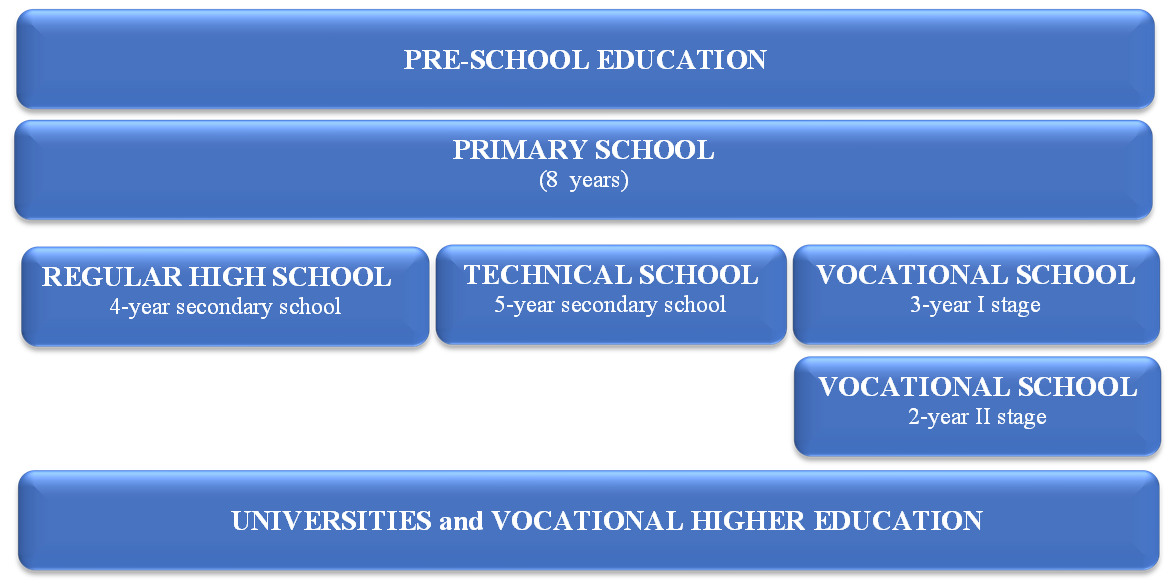 PRE-SCHOOL EDUCATION
PRIMARY SCHOOL
(8 years)
REGULAR HIGH SCHOOL
4-year secondary school
TECHNICAL SCHOOL
5-year secondary school
VOCATIONAL SCHOOL
3-year I stage
VOCATIONAL SCHOOL
2-year II stage
UNIVERSITIES and VOCATIONAL HIGHER EDUCATION